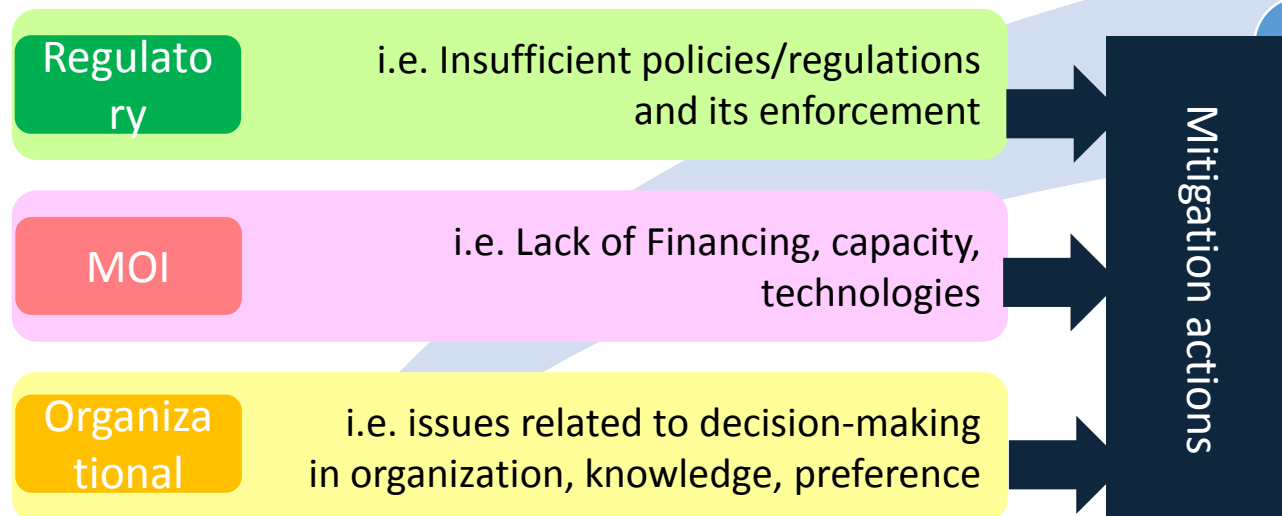 Regulato
ry
i.e. Insufficient policies/regulations
and its enforcement
MOI
i.e. Lack of Financing, capacity,
technologies
Organiza
tional
i.e. issues related to decision-making
in organization, knowledge, preference
Mitigation actions